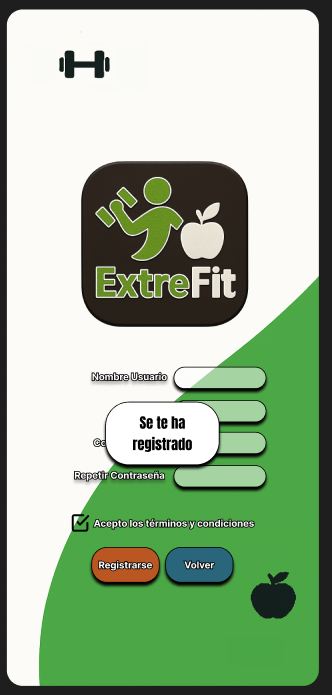 ExtreFit
Nombre Usuario
Se te ha
registrado
Repetir Contraseña
Acepto los términos y condiciones
Registrarse
Volver